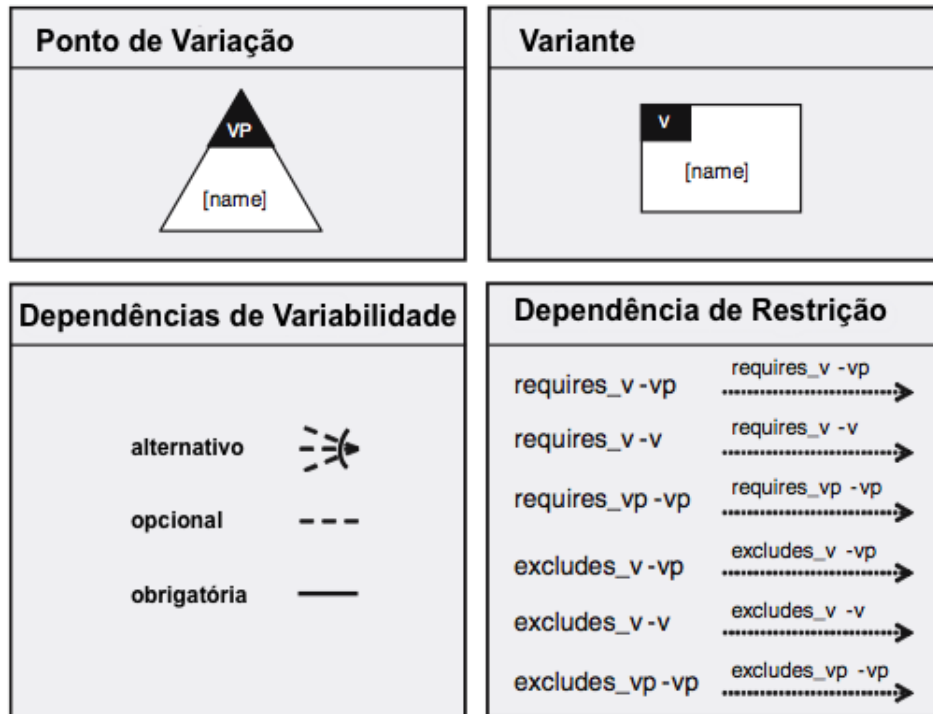 Ponto de Variação
VP
[name]
Variante
V
[name]
Dependências de Variabilidade
alternativo
opcional
obrigatória
Dependência de Restrição
requires_v -vp requires_v -vp
requires_v -v requires_v -v
requires_vp -vp requires_vp -vp
excludes_v -vp excludes_v -vp
excludes_v -v excludes_v -v
excludes_vp -vp excludes_vp -vp